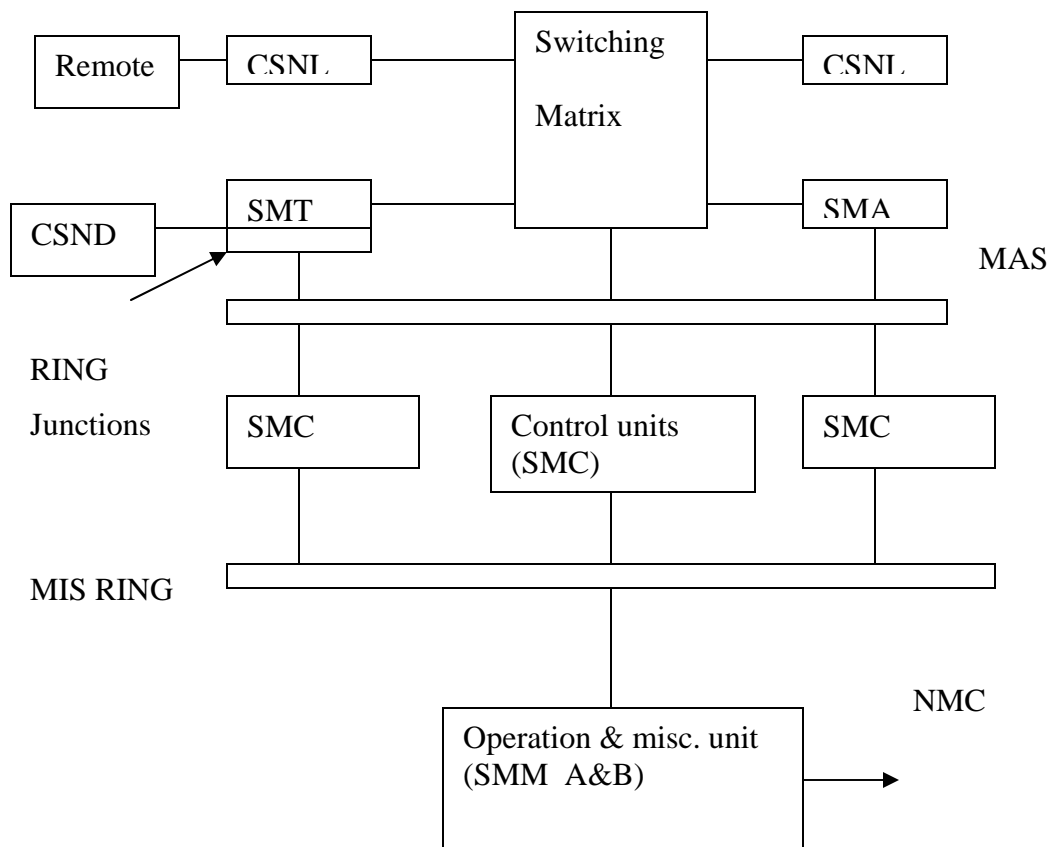 Remote
CSNL
Switching
Matrix
CSNL
CSND
SMT
SMA
MAS
RING
Junctions
SMC
Control units
(SMC)
SMC
MIS RING
NMC
Operation & misc. unit
(SMM A&B)